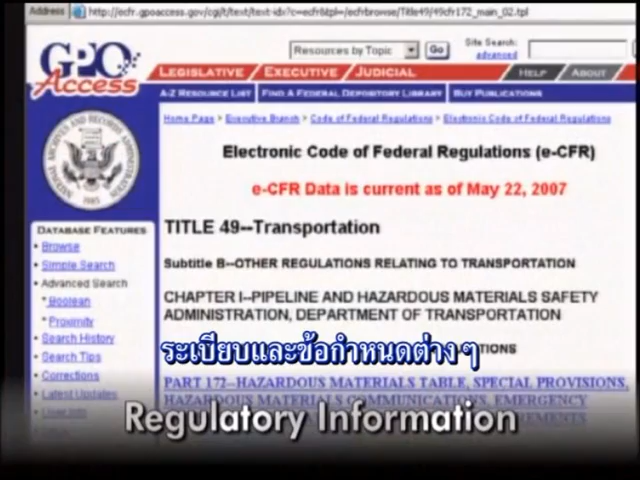 Address http://ecfr.gpoaccess.gov/cgi/t/text/text-idx?c=ecfr&tpl=/ecfrbrowse/Title49/49cfr172_main_02.tpl
GPO Access
Resources by Topic Go Site Search: advanced
LEGISLATIVE / EXECUTIVE / JUDICIAL HELP ABOUT
A-Z RESOURCE LIST FIND A FEDERAL DEPOSITORY LIBRARY BUY PUBLICATIONS
Home Page > Executive Branch > Code of Federal Regulations > Electronic Code of Federal Regulations
Electronic Code of Federal Regulations (e-CFR)
e-CFR Data is current as of May 22, 2007
DATABASE FEATURES
• Browse
• Simple Search
• Advanced Search
* Boolean
* Proximity
• Search History
• Search Tips
• Corrections
• Latest Updates
• User Info
TITLE 49--Transportation
Subtitle B--OTHER REGULATIONS RELATING TO TRANSPORTATION
CHAPTER I--PIPELINE AND HAZARDOUS MATERIALS SAFETY
ADMINISTRATION, DEPARTMENT OF TRANSPORTATION
ระเบียบและข้อกำหนดต่างๆ
PART 172--HAZARDOUS MATERIALS TABLE, SPECIAL PROVISIONS,
HAZARDOUS MATERIALS COMMUNICATIONS, EMERGENCY
Regulatory Information